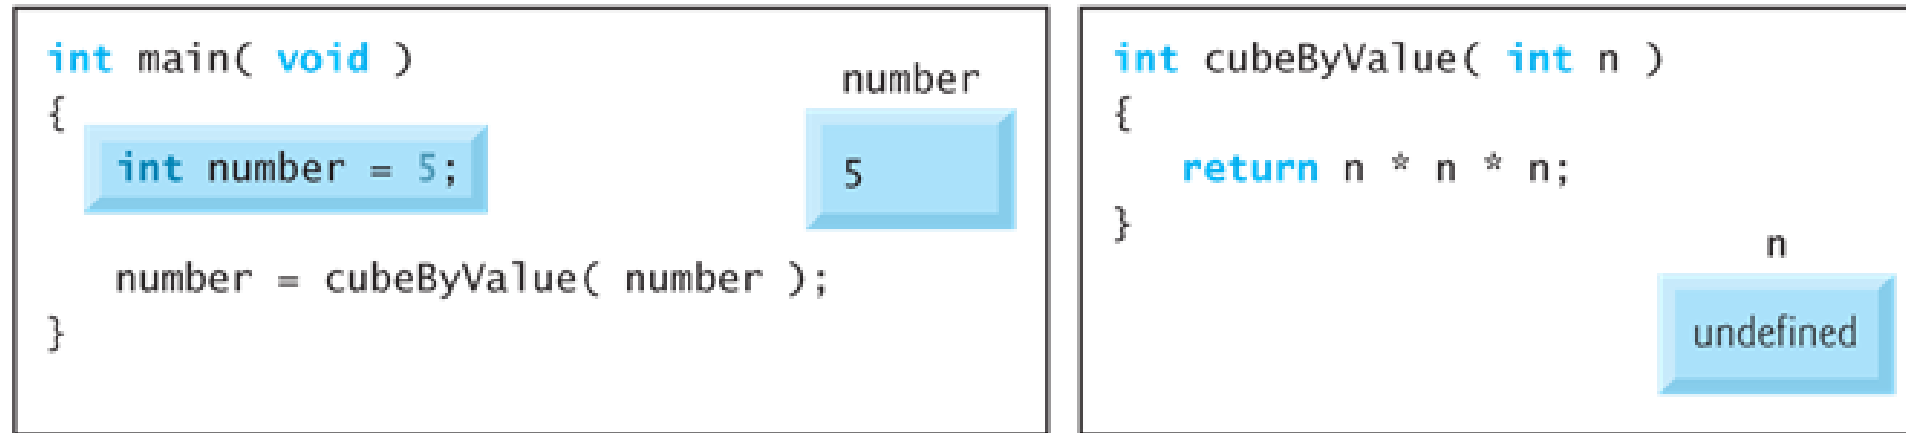 int main( void )
{
number
int number = 5;
5
number = cubeByValue( number );
}
int cubeByValue( int n )
{
return n * n * n;
}
n
undefined